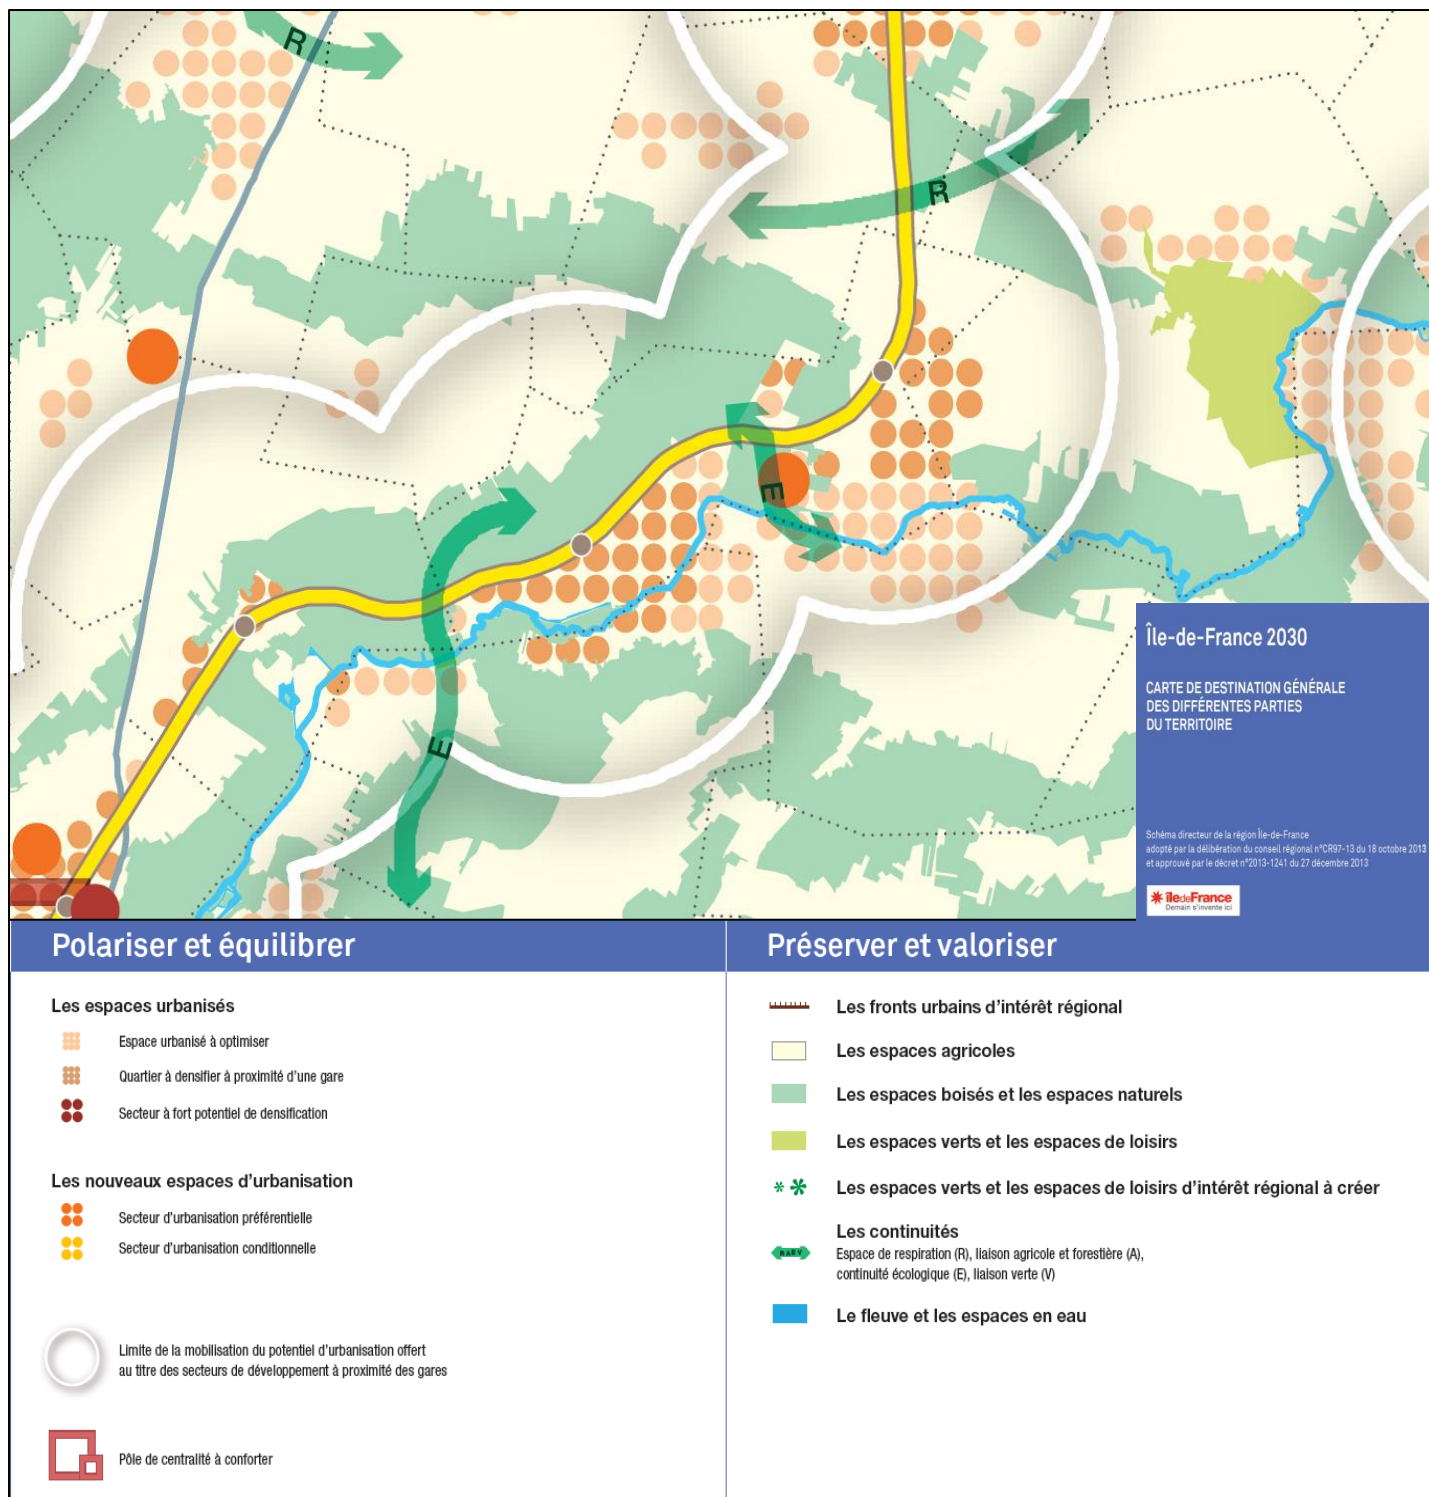 R
R
E
E
Île-de-France 2030
CARTE DE DESTINATION GÉNÉRALE
DES DIFFÉRENTES PARTIES
DU TERRITOIRE
Schéma directeur de la région Île-de-France
adopté par la délibération du conseil régional n°CR97-13 du 18 octobre 2013
et approuvé par le décret n°2013-1241 du 27 décembre 2013
îledeFrance
Demain s'invente ici
Polariser et équilibrer
Les espaces urbanisés
Espace urbanisé à optimiser
Quartier à densifier à proximité d'une gare
Secteur à fort potentiel de densification
Les nouveaux espaces d'urbanisation
Secteur d'urbanisation préférentielle
Secteur d'urbanisation conditionnelle
Limite de la mobilisation du potentiel d'urbanisation offert
au titre des secteurs de développement à proximité des gares
Pôle de centralité à conforter
Préserver et valoriser
Les fronts urbains d'intérêt régional
Les espaces agricoles
Les espaces boisés et les espaces naturels
Les espaces verts et les espaces de loisirs
Les espaces verts et les espaces de loisirs d'intérêt régional à créer
Les continuités
R A E V
Espace de respiration (R), liaison agricole et forestière (A),
continuité écologique (E), liaison verte (V)
Le fleuve et les espaces en eau